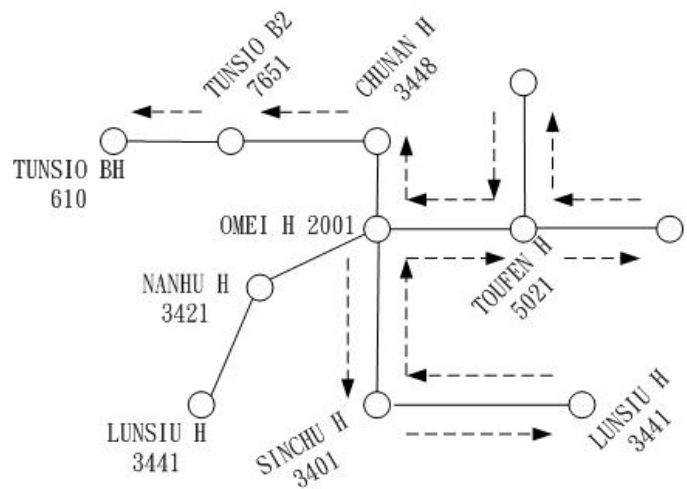 TUNSIO B2
7651
CHUNAN H
3448
TUNSIO BH
610
OMEI H 2001
TOUFEN H
5021
NANHU H
3421
LUNSIU H
3441
SINCHU H
3401
LUNSIU H
3441